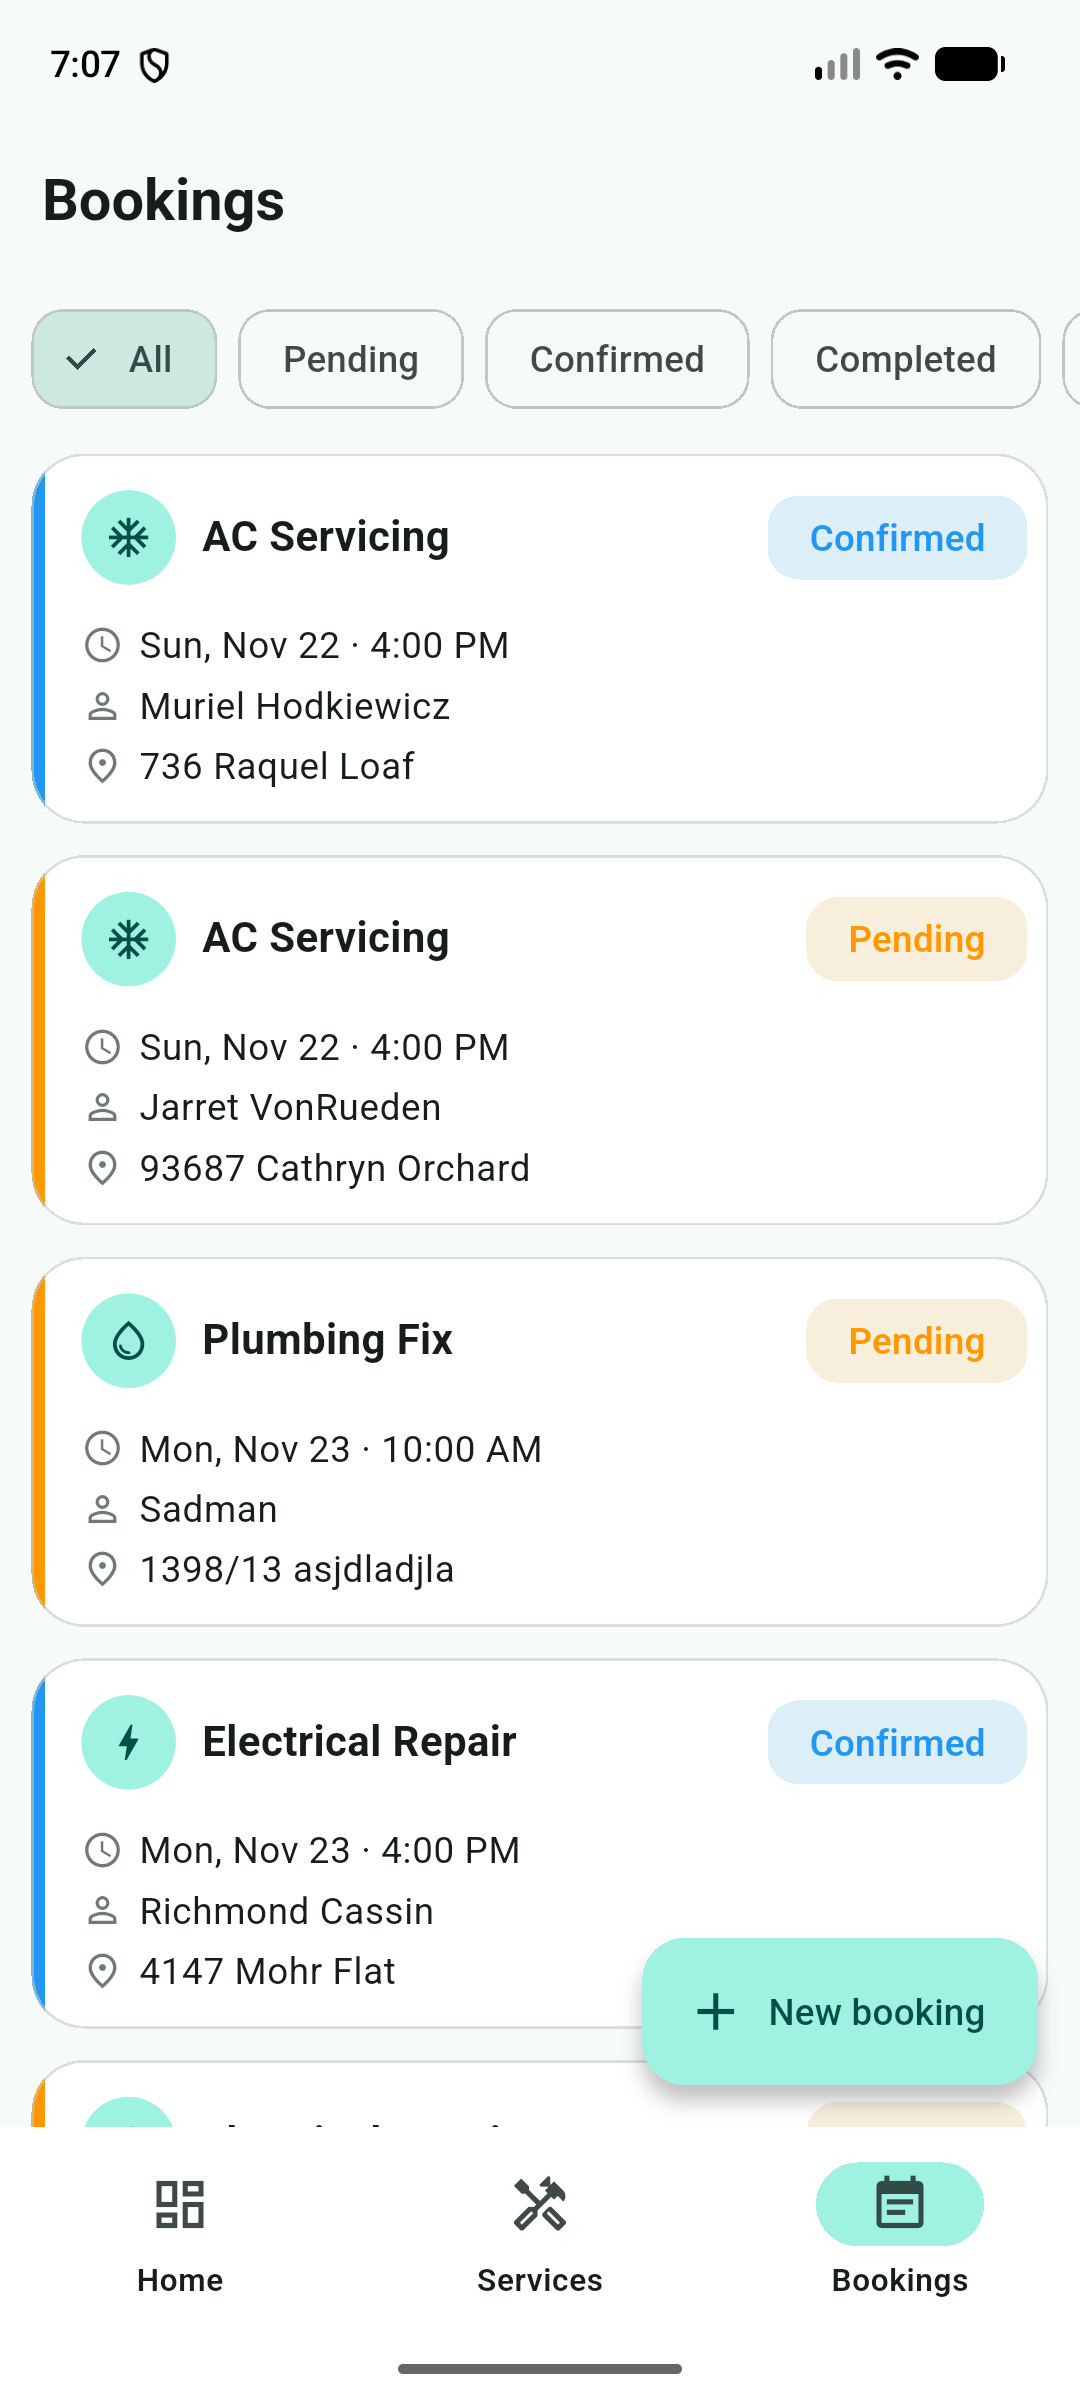 7:07
Bookings
All
Pending
Confirmed
Completed
AC Servicing
Confirmed
Sun, Nov 22 · 4:00 PM
Muriel Hodkiewicz
736 Raquel Loaf
AC Servicing
Pending
Sun, Nov 22 · 4:00 PM
Jarret VonRueden
93687 Cathryn Orchard
Plumbing Fix
Pending
Mon, Nov 23 · 10:00 AM
Sadman
1398/13 asjdladjla
Electrical Repair
Confirmed
Mon, Nov 23 · 4:00 PM
Richmond Cassin
4147 Mohr Flat
New booking
Home
Services
Bookings